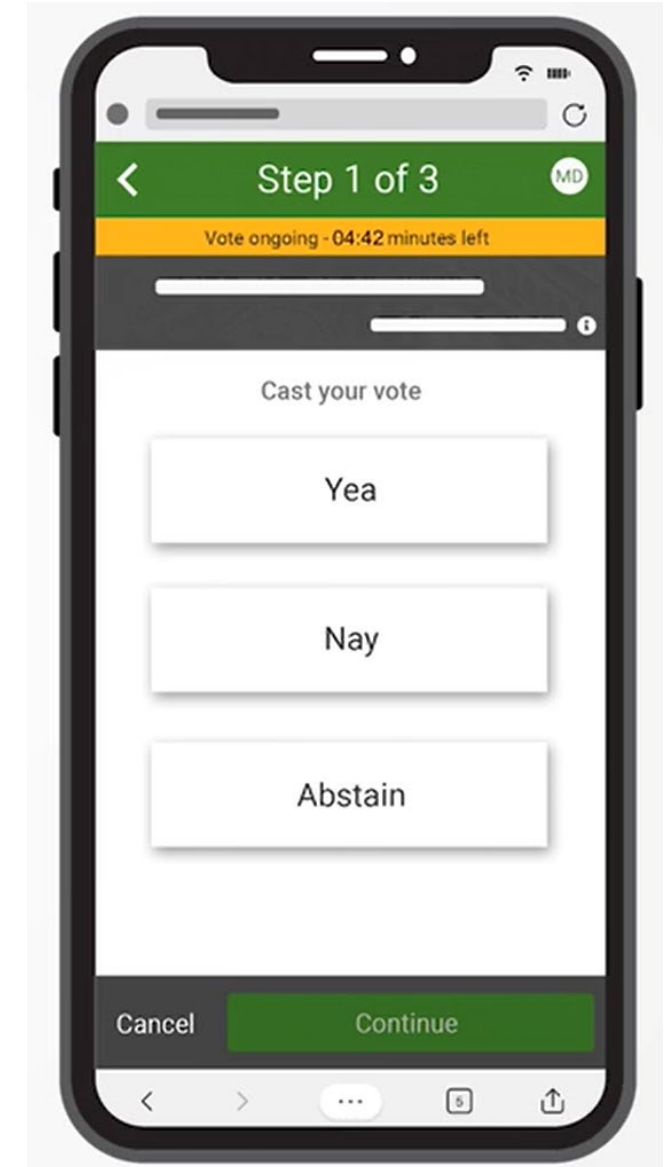 Step 1 of 3
MD
Vote ongoing - 04:42 minutes left
i
Cast your vote
Yea
Nay
Abstain
Cancel
Continue
5